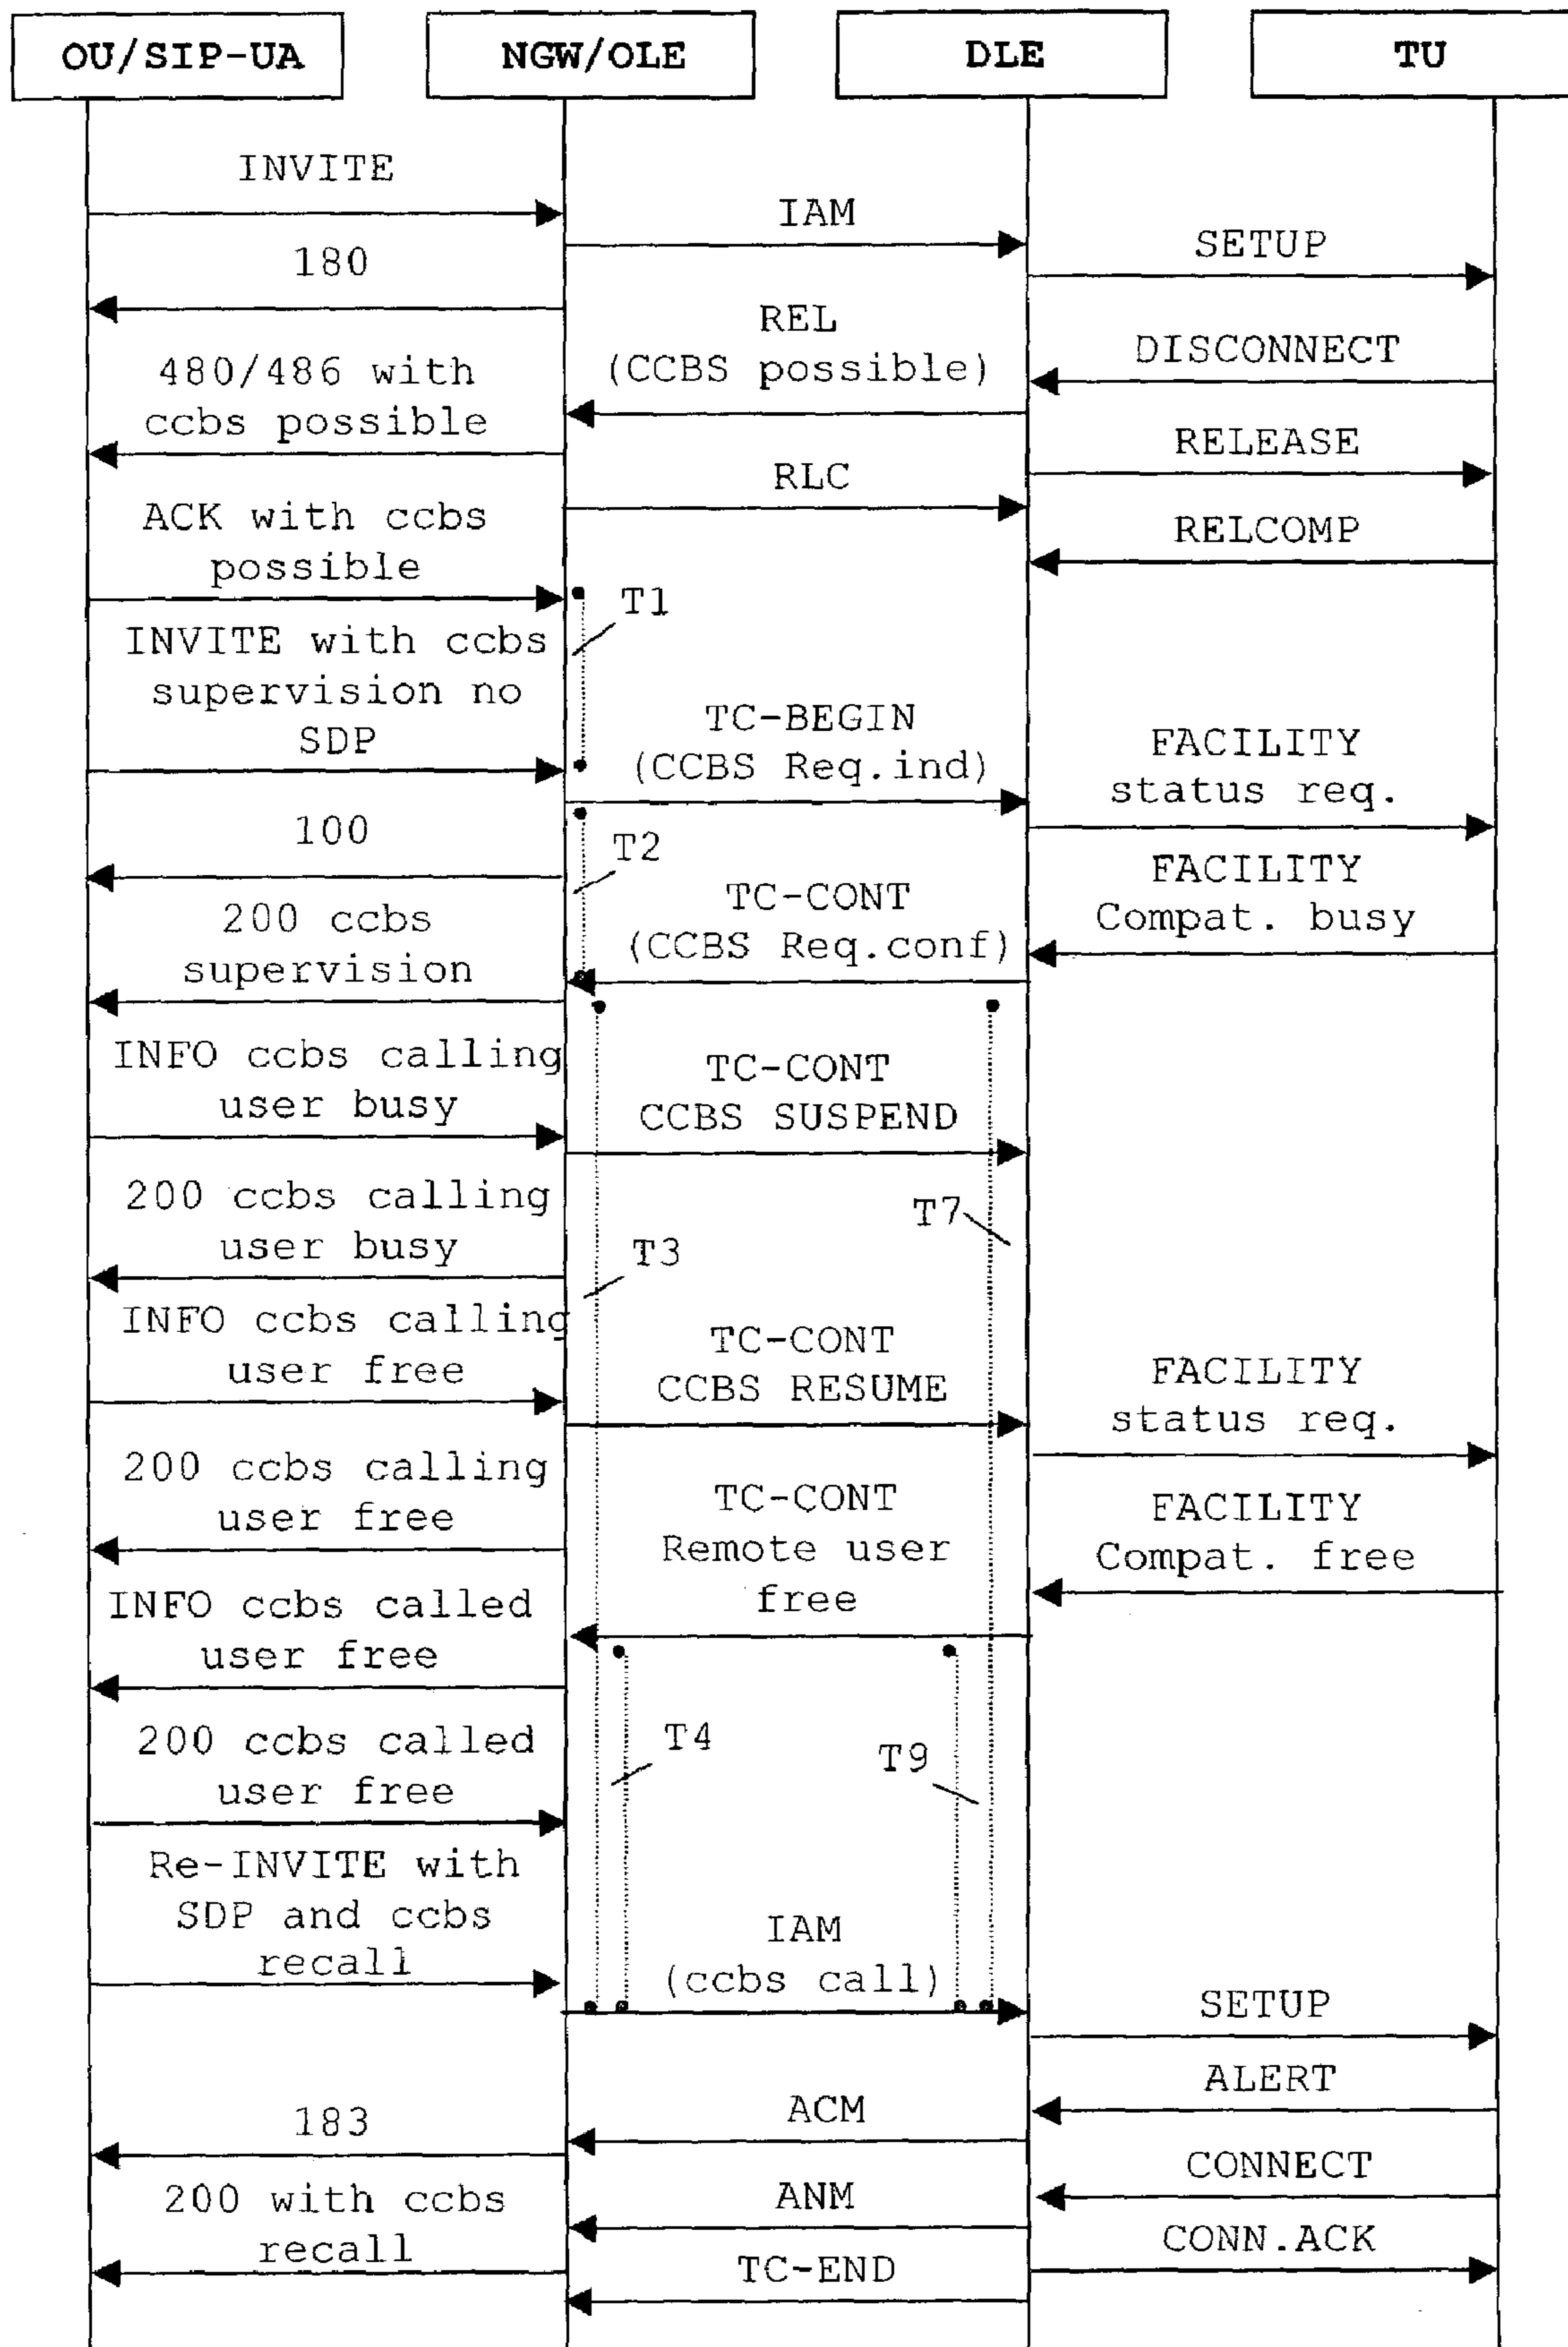 OU/SIP-UA
NGW/OLE
DLE
TU
INVITE
IAM
SETUP
180
REL
(CCBS possible)
DISCONNECT
480/486 with
ccbs possible
RELEASE
RLC
ACK with ccbs
possible
RELCOMP
T1
INVITE with ccbs
supervision no
SDP
TC-BEGIN
(CCBS Req.ind)
FACILITY
status req.
100
T2
FACILITY
Compat. busy
TC-CONT
(CCBS Req.conf)
200 ccbs
supervision
INFO ccbs calling
user busy
TC-CONT
CCBS SUSPEND
200 ccbs calling
user busy
T7
T3
INFO ccbs calling
user free
TC-CONT
CCBS RESUME
FACILITY
status req.
200 ccbs calling
user free
TC-CONT
Remote user
free
FACILITY
Compat. free
INFO ccbs called
user free
200 ccbs called
user free
T4
T9
Re-INVITE with
SDP and ccbs
recall
IAM
(ccbs call)
SETUP
ALERT
183
ACM
CONNECT
200 with ccbs
recall
ANM
CONN.ACK
TC-END